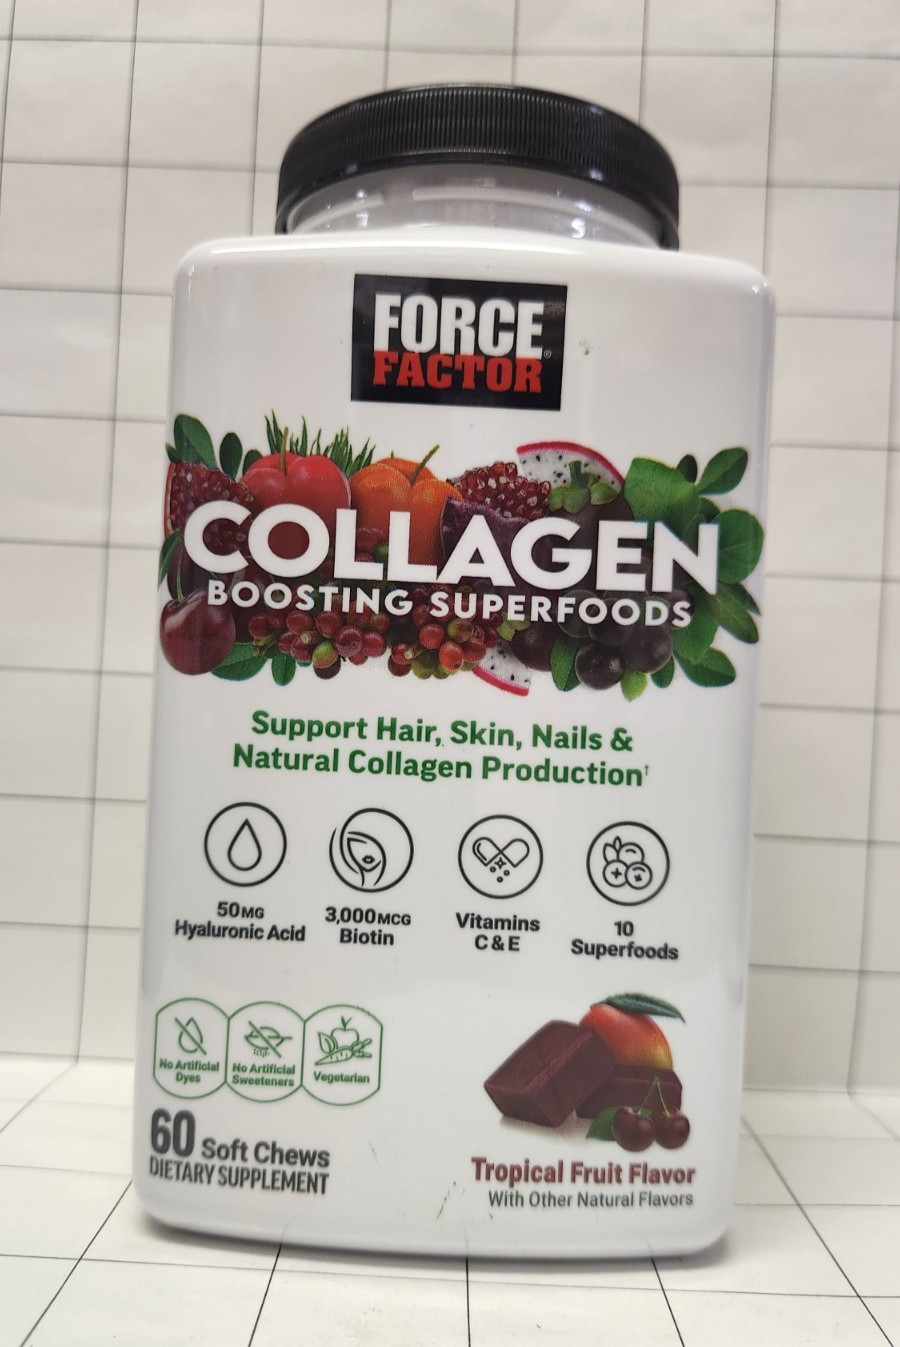 FORCE
FACTOR®
COLLAGEN
BOOSTING SUPERFOODS
Support Hair, Skin, Nails &
Natural Collagen Production†
50MG
Hyaluronic Acid
3,000MCG
Biotin
Vitamins
C & E
10
Superfoods
No Artificial
Dyes
No Artificial
Sweeteners
Vegetarian
60 Soft Chews
DIETARY SUPPLEMENT
Tropical Fruit Flavor
With Other Natural Flavors